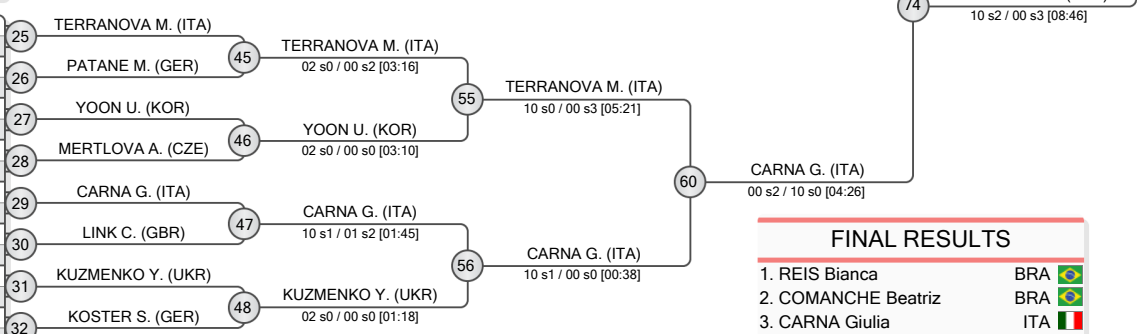 74
10 s2 / 00 s3 [08:46]
25
TERRANOVA M. (ITA)
26
PATANE M. (GER)
45
TERRANOVA M. (ITA)
02 s0 / 00 s2 [03:16]
27
YOON U. (KOR)
28
MERTLOVA A. (CZE)
46
YOON U. (KOR)
02 s0 / 00 s0 [03:10]
55
TERRANOVA M. (ITA)
10 s0 / 00 s3 [05:21]
29
CARNA G. (ITA)
30
LINK C. (GBR)
47
CARNA G. (ITA)
10 s1 / 01 s2 [01:45]
31
KUZMENKO Y. (UKR)
32
KOSTER S. (GER)
48
KUZMENKO Y. (UKR)
02 s0 / 00 s0 [01:18]
56
CARNA G. (ITA)
10 s1 / 00 s0 [00:38]
60
CARNA G. (ITA)
00 s2 / 10 s0 [04:26]
FINAL RESULTS
1. REIS Bianca BRA
2. COMANCHE Beatriz BRA
3. CARNA Giulia ITA